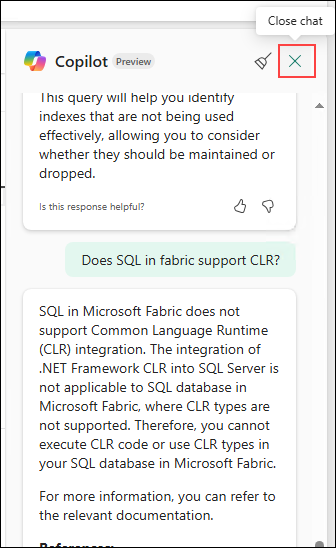 Close chat
Copilot Preview
This query will help you identify
indexes that are not being used
effectively, allowing you to consider
whether they should be maintained or
dropped.
Is this response helpful?
Does SQL in fabric support CLR?
SQL in Microsoft Fabric does not
support Common Language Runtime
(CLR) integration. The integration of
.NET Framework CLR into SQL Server is
not applicable to SQL database in
Microsoft Fabric, where CLR types are
not supported. Therefore, you cannot
execute CLR code or use CLR types in
your SQL database in Microsoft Fabric.
For more information, you can refer to
the relevant documentation.
References: